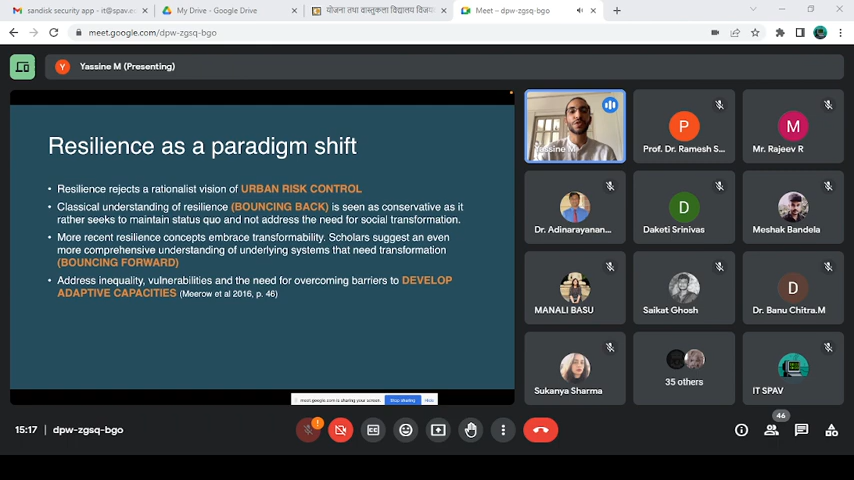 sandisk security app - it@spav.e
My Drive - Google Drive
योजना तथा वास्तुकला विद्यालय विजय
Meet – dpw-zgsq-bgo
meet.google.com/dpw-zgsq-bgo
Y
Yassine M (Presenting)
Resilience as a paradigm shift
• Resilience rejects a rationalist vision of URBAN RISK CONTROL
• Classical understanding of resilience (BOUNCING BACK) is seen as conservative as it
rather seeks to maintain status quo and not address the need for social transformation.
• More recent resilience concepts embrace transformability. Scholars suggest an even
more comprehensive understanding of underlying systems that need transformation
(BOUNCING FORWARD)
• Address inequality, vulnerabilities and the need for overcoming barriers to DEVELOP
ADAPTIVE CAPACITIES (Meerow et al 2016, p. 46)
meet.google.com is sharing your screen.
Stop sharing
Hide
Yassine M
P
Prof. Dr. Ramesh S...
M
Mr. Rajeev R
Dr. Adinarayanan...
D
Daketi Srinivas
Meshak Bandela
MANALI BASU
Saikat Ghosh
D
Dr. Banu Chitra.M
Sukanya Sharma
35 others
IT SPAV
15:17 | dpw-zgsq-bgo
46